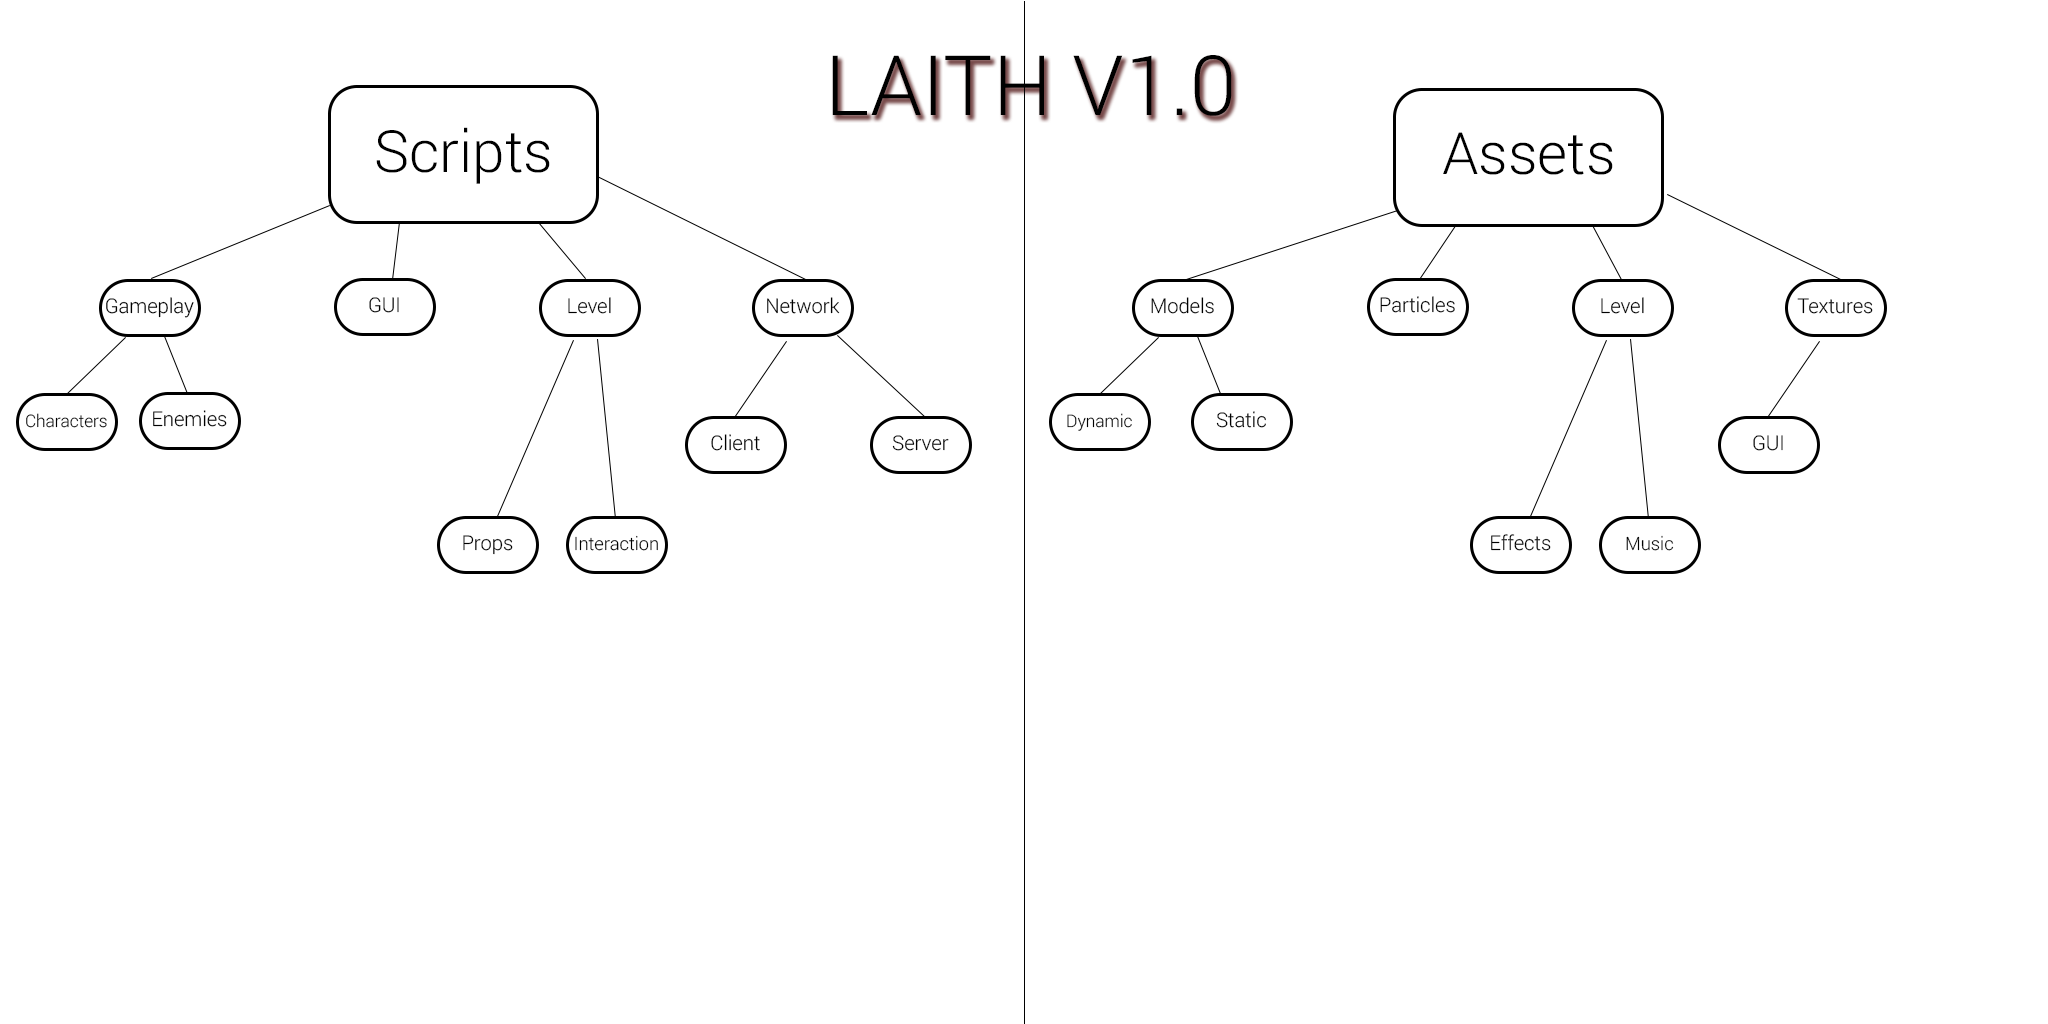 LAITH V1.0
Scripts
Gameplay
GUI
Level
Network
Characters
Enemies
Client
Server
Props
Interaction
Assets
Models
Particles
Level
Textures
Dynamic
Static
GUI
Effects
Music